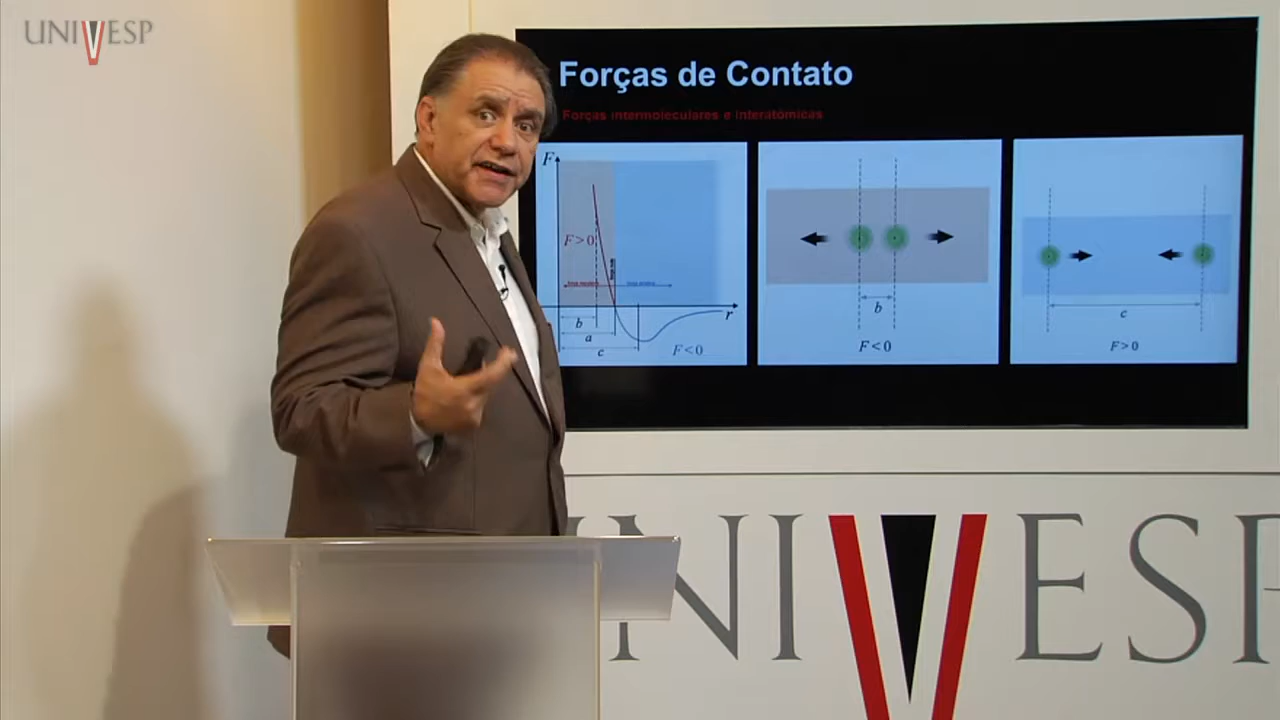 UNIVESP
Forças de Contato
Forças intermoleculares e interatômicas
F
F>0
r
b
a
c
F<0
b
F<0
c
F>0
UNIVESP